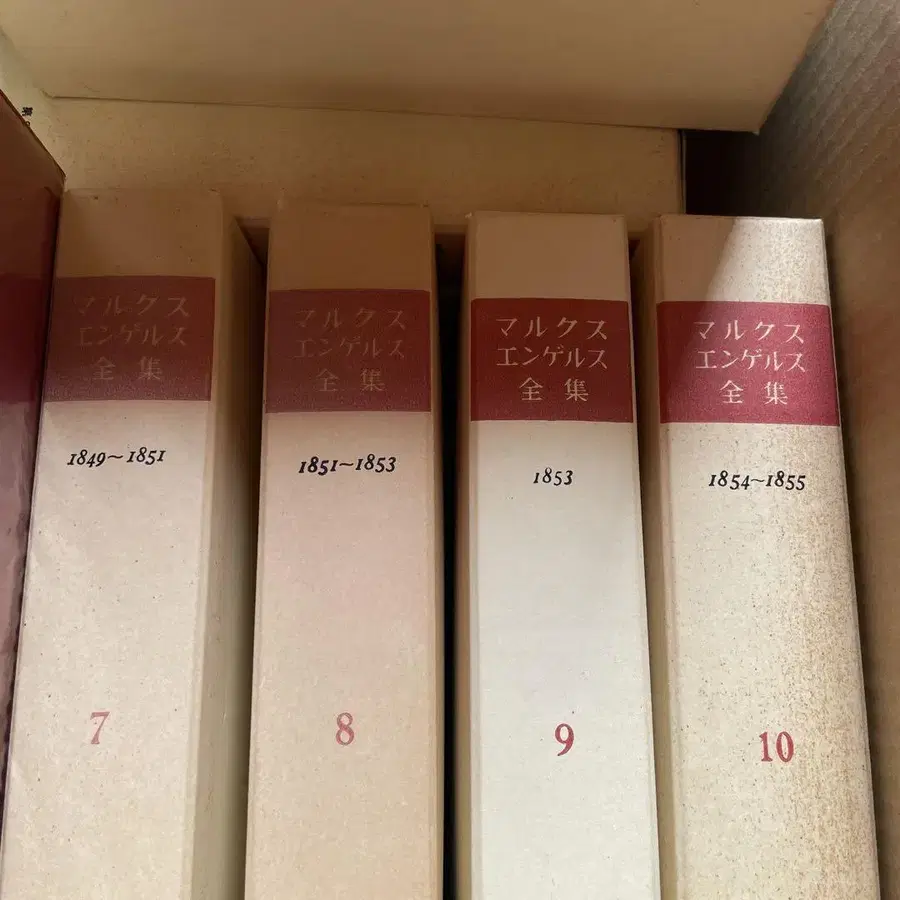 マルクス
エンゲルス
全集
1849~1851
7
マルクス
エンゲルス
全集
1851~1853
8
マルクス
エンゲルス
全集
1853
9
マルクス
エンゲルス
全集
1854~1855
10